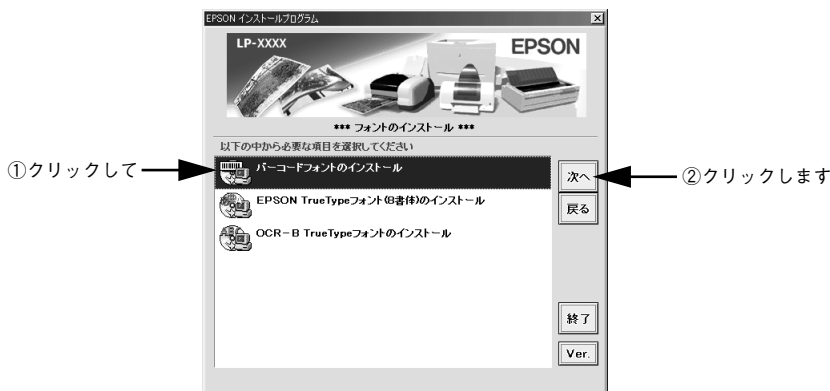 EPSON インストールプログラム
LP-XXXX
EPSON
*** フォントのインストール ***
以下の中から必要な項目を選択してください
①クリックして
バーコードフォントのインストール
次へ
②クリックします
EPSON TrueTypeフォント(B書体)のインストール
戻る
OCR-B TrueTypeフォントのインストール
終了
Ver.